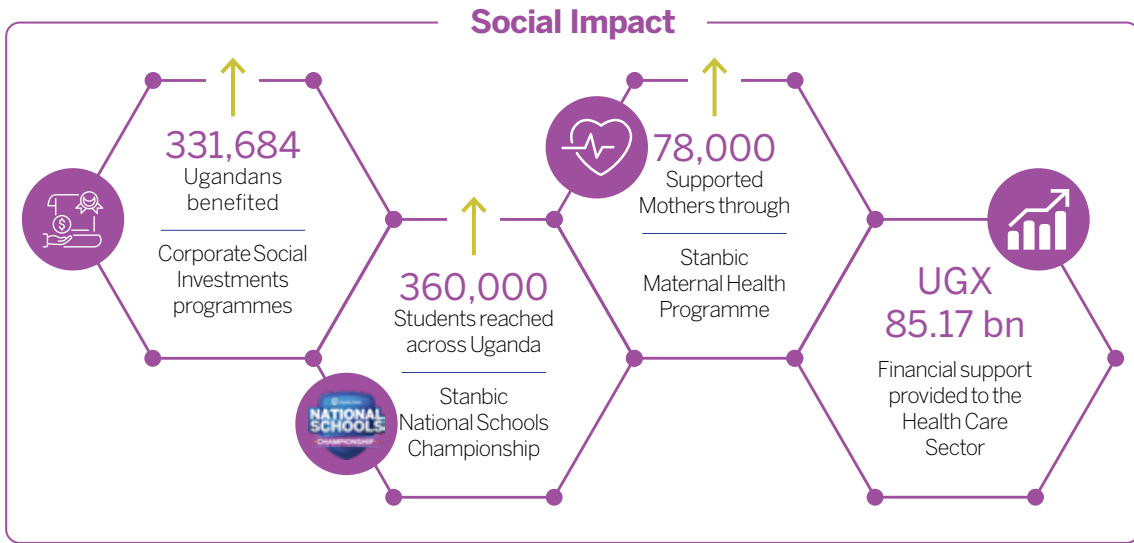 Social Impact
331,684
Ugandans
benefited
Corporate Social
Investments
programmes
360,000
Students reached
across Uganda
Stanbic
National Schools
Championship
NATIONAL
SCHOOLS
CHAMPIONSHIP
78,000
Supported
Mothers through
Stanbic
Maternal Health
Programme
UGX
85.17 bn
Financial support
provided to the
Health Care
Sector
$